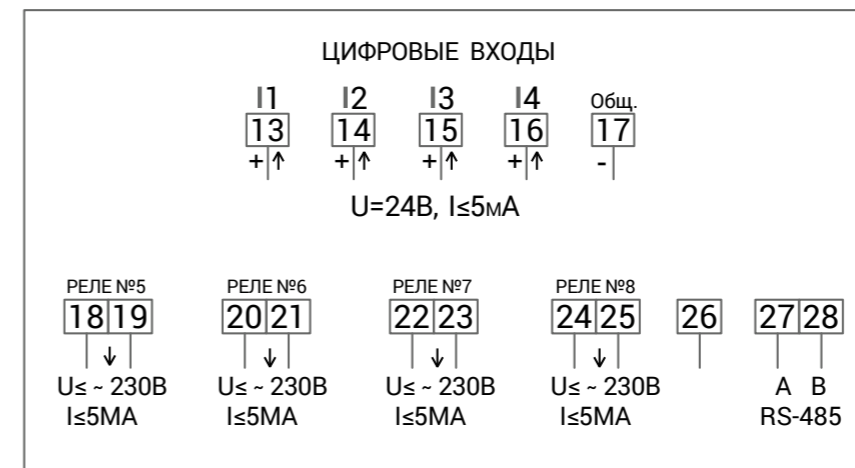 ЦИФРОВЫЕ ВХОДЫ
I1 I2 I3 I4 Общ.
13 14 15 16 17
+ + + + -
U=24В, I≤5мА
РЕЛЕ №5 РЕЛЕ №6 РЕЛЕ №7 РЕЛЕ №8
18 19 20 21 22 23 24 25 26 27 28
U≤ ~ 230В U≤ ~ 230В U≤ ~ 230В U≤ ~ 230В A B
I≤5МА I≤5МА I≤5МА I≤5МА RS-485